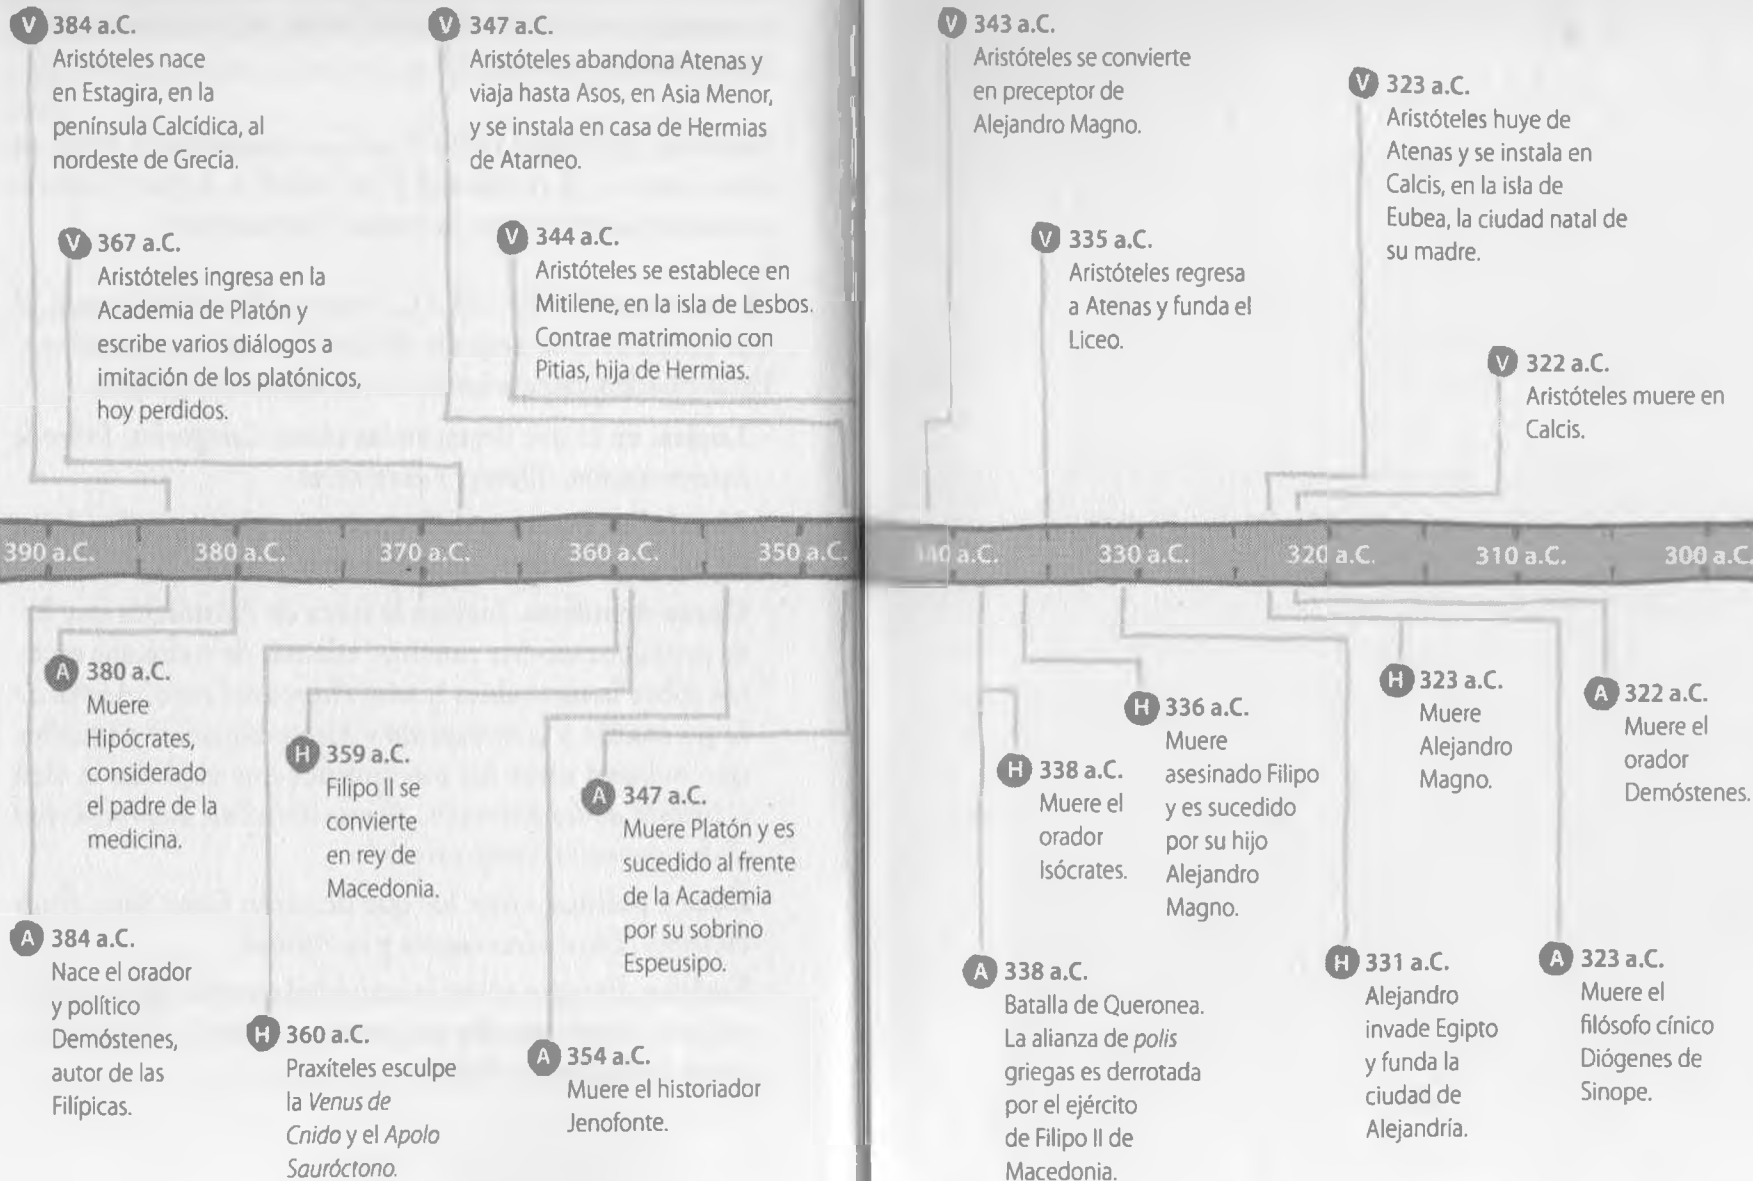 V 384 a.C.
Aristóteles nace
en Estagira, en la
península Calcídica, al
nordeste de Grecia.
V 367 a.C.
Aristóteles ingresa en la
Academia de Platón y
escribe varios diálogos a
imitación de los platónicos,
hoy perdidos.
V 347 a.C.
Aristóteles abandona Atenas y
viaja hasta Asos, en Asia Menor,
y se instala en casa de Hermias
de Atarneo.
V 344 a.C.
Aristóteles se establece en
Mitilene, en la isla de Lesbos.
Contrae matrimonio con
Pitias, hija de Hermias.
V 343 a.C.
Aristóteles se convierte
en preceptor de
Alejandro Magno.
V 335 a.C.
Aristóteles regresa
a Atenas y funda el
Liceo.
V 323 a.C.
Aristóteles huye de
Atenas y se instala en
Calcis, en la isla de
Eubea, la ciudad natal de
su madre.
V 322 a.C.
Aristóteles muere en
Calcis.
390 a.C. 380 a.C. 370 a.C. 360 a.C. 350 a.C. 340 a.C. 330 a.C. 320 a.C. 310 a.C. 300 a.C.
A 380 a.C.
Muere
Hipócrates,
considerado
el padre de la
medicina.
A 384 a.C.
Nace el orador
y político
Demóstenes,
autor de las
Filípicas.
H 359 a.C.
Filipo II se
convierte
en rey de
Macedonia.
H 360 a.C.
Praxíteles esculpe
la Venus de
Cnido y el Apolo
Sauróctono.
A 347 a.C.
Muere Platón y es
sucedido al frente
de la Academia
por su sobrino
Espeusipo.
A 354 a.C.
Muere el historiador
Jenofonte.
H 338 a.C.
Muere el
orador
Isócrates.
A 338 a.C.
Batalla de Queronea.
La alianza de polis
griegas es derrotada
por el ejército
de Filipo II de
Macedonia.
H 336 a.C.
Muere
asesinado Filipo
y es sucedido
por su hijo
Alejandro
Magno.
H 331 a.C.
Alejandro
invade Egipto
y funda la
ciudad de
Alejandría.
H 323 a.C.
Muere
Alejandro
Magno.
A 323 a.C.
Muere el
filósofo cínico
Diógenes de
Sinope.
A 322 a.C.
Muere el
orador
Demóstenes.